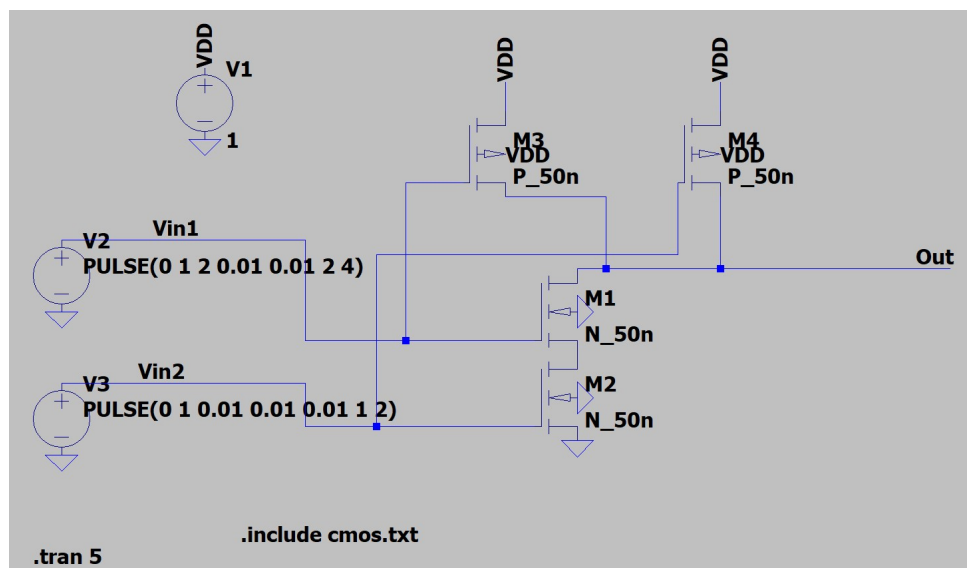 VDD
V1
1
VDD
M3
VDD
P_50n
VDD
M4
VDD
P_50n
Vin1
V2
PULSE(0 1 2 0.01 0.01 2 4)
Out
M1
N_50n
Vin2
V3
PULSE(0 1 0.01 0.01 0.01 1 2)
M2
N_50n
.include cmos.txt
.tran 5